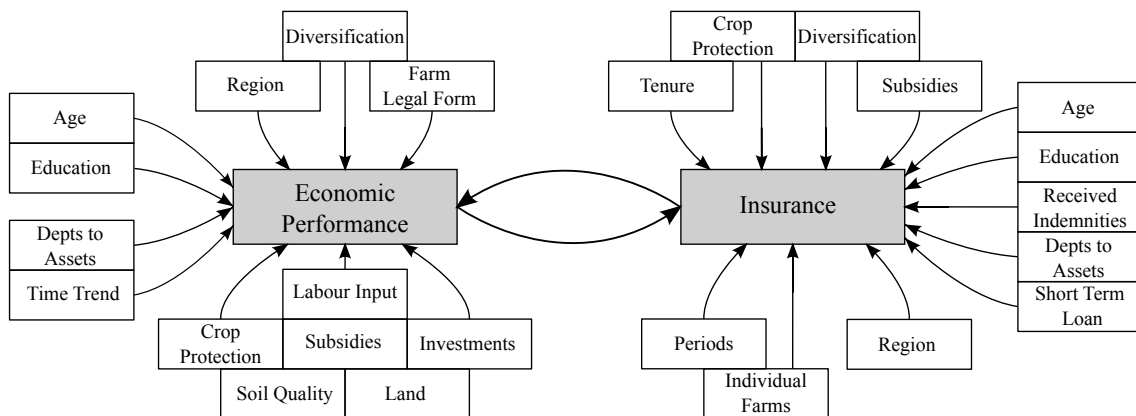 Diversification
Region
Farm
Legal Form
Age
Education
Economic
Performance
Depts to
Assets
Time Trend
Labour Input
Crop
Protection
Subsidies
Investments
Soil Quality
Land
Crop
Protection
Diversification
Tenure
Subsidies
Age
Education
Insurance
Received
Indemnities
Depts to
Assets
Short Term
Loan
Periods
Individual
Farms
Region